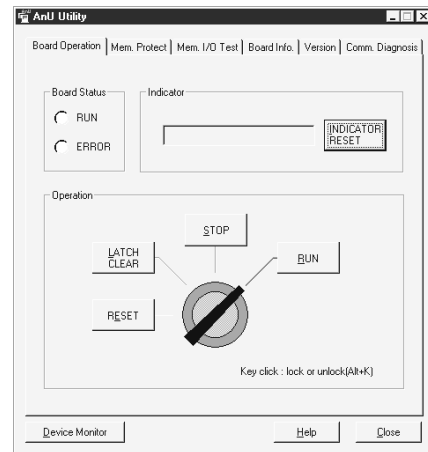 AnU Utility
Board Operation Mem. Protect Mem. I/O Test Board Info. Version Comm. Diagnosis
Board Status
RUN
ERROR
Indicator
INDICATOR
RESET
Operation
STOP
LATCH
CLEAR
RUN
RESET
Key click : lock or unlock(Alt+K)
Device Monitor
Help
Close